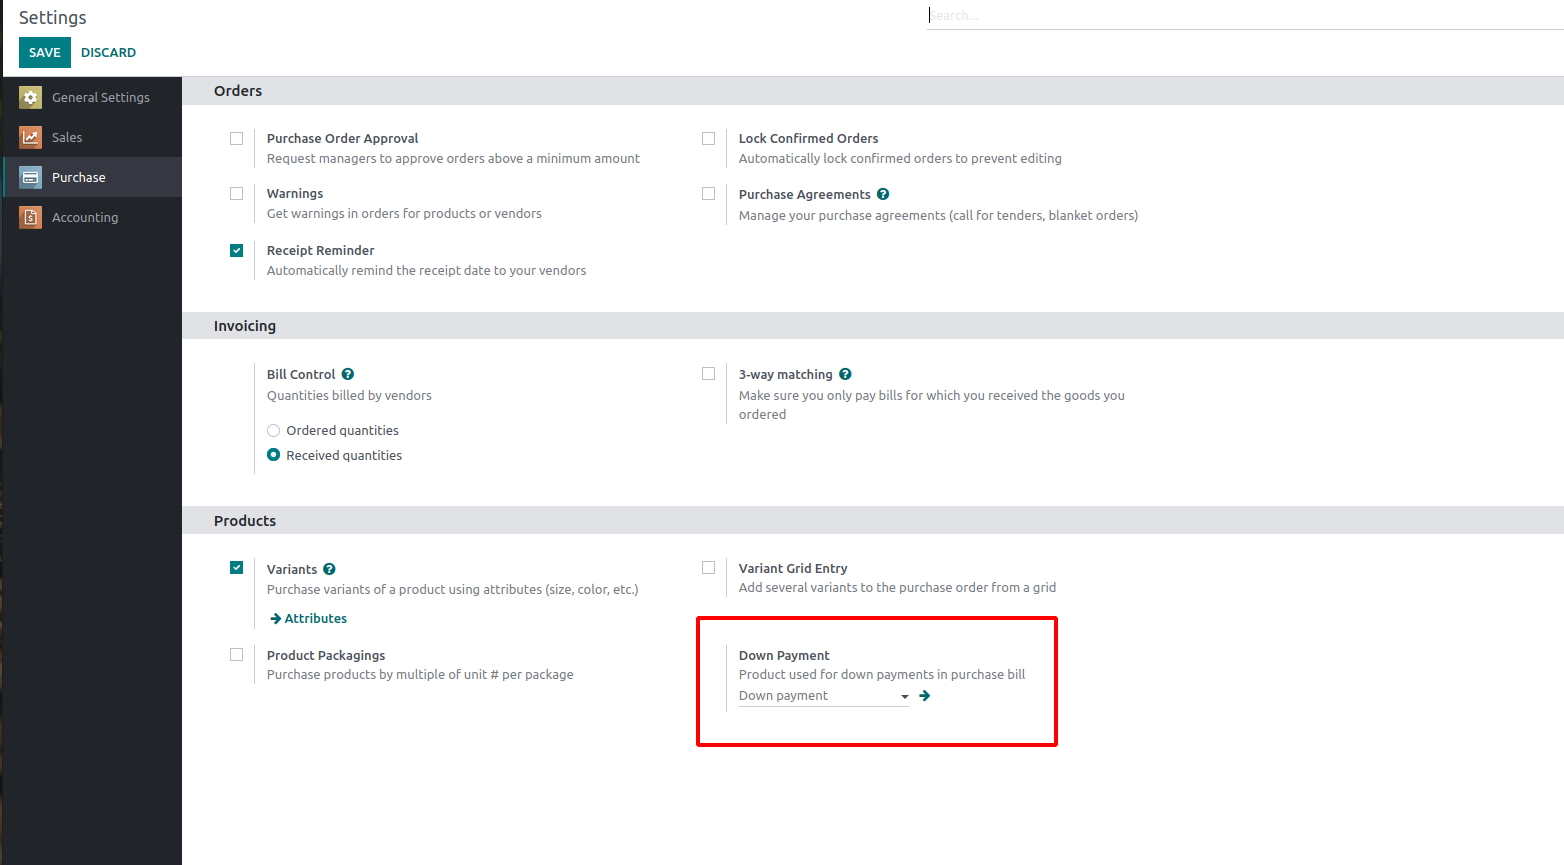 Settings
Search...
SAVE DISCARD
General Settings
Sales
Purchase
Accounting
Orders
Purchase Order Approval
Request managers to approve orders above a minimum amount
Lock Confirmed Orders
Automatically lock confirmed orders to prevent editing
Warnings
Get warnings in orders for products or vendors
Purchase Agreements ?
Manage your purchase agreements (call for tenders, blanket orders)
Receipt Reminder
Automatically remind the receipt date to your vendors
Invoicing
Bill Control ?
Quantities billed by vendors
Ordered quantities
Received quantities
3-way matching ?
Make sure you only pay bills for which you received the goods you
ordered
Products
Variants ?
Purchase variants of a product using attributes (size, color, etc.)
Attributes
Variant Grid Entry
Add several variants to the purchase order from a grid
Product Packagings
Purchase products by multiple of unit # per package
Down Payment
Product used for down payments in purchase bill
Down payment